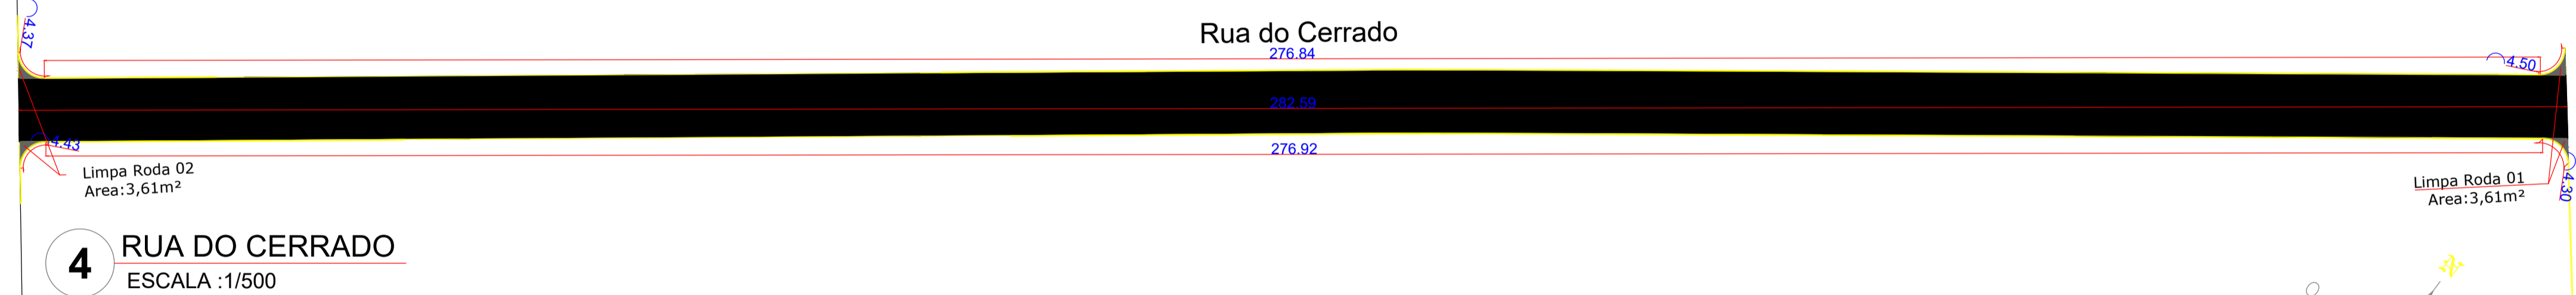 4.37
Rua do Cerrado
276.84
4.50
282.59
4.43
276.92
Limpa Roda 02
Area:3,61m²
Limpa Roda 01
Area:3,61m²
4.30
4
RUA DO CERRADO
ESCALA :1/500